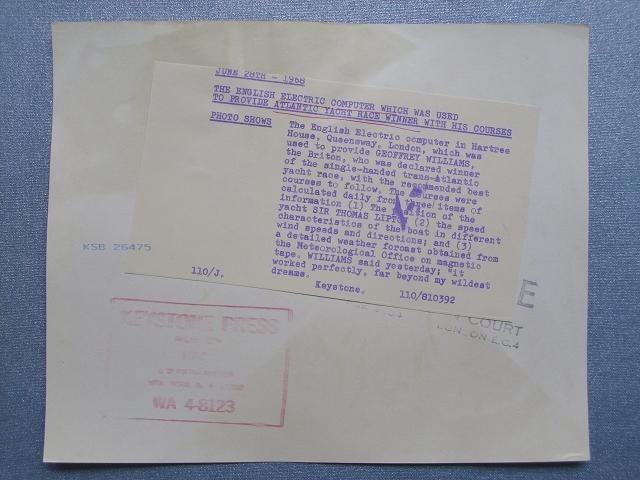 JUNE 28TH - 1968
THE ENGLISH ELECTRIC COMPUTER WHICH WAS USED
TO PROVIDE ATLANTIC YACHT RACE WINNER WITH HIS COURSES
PHOTO SHOWS The English Electric computer in Hartree
House, Queensway, London, which was
used to provide GEOFFREY WILLIAMS,
the Briton, who was declared winner
of the single-handed trans-Atlantic
yacht race, with the recommended best
courses to follow. The courses were
calculated daily from three items of
information (1) The position of the
yacht SIR THOMAS LIPTON (2) the speed
characteristics of the boat in different
wind speeds and directions; and (3)
a detailed weather forcast obtained from
the Meteorological Office on magnetic
tape. WILLIAMS said yesterday; "it
worked perfectly, far beyond my wildest
dreams.
110/J. Keystone. 110/810392
KSB 26475
E
COURT
LONDON E.C.4
KEYSTONE PRESS
INC
WA 4-8123